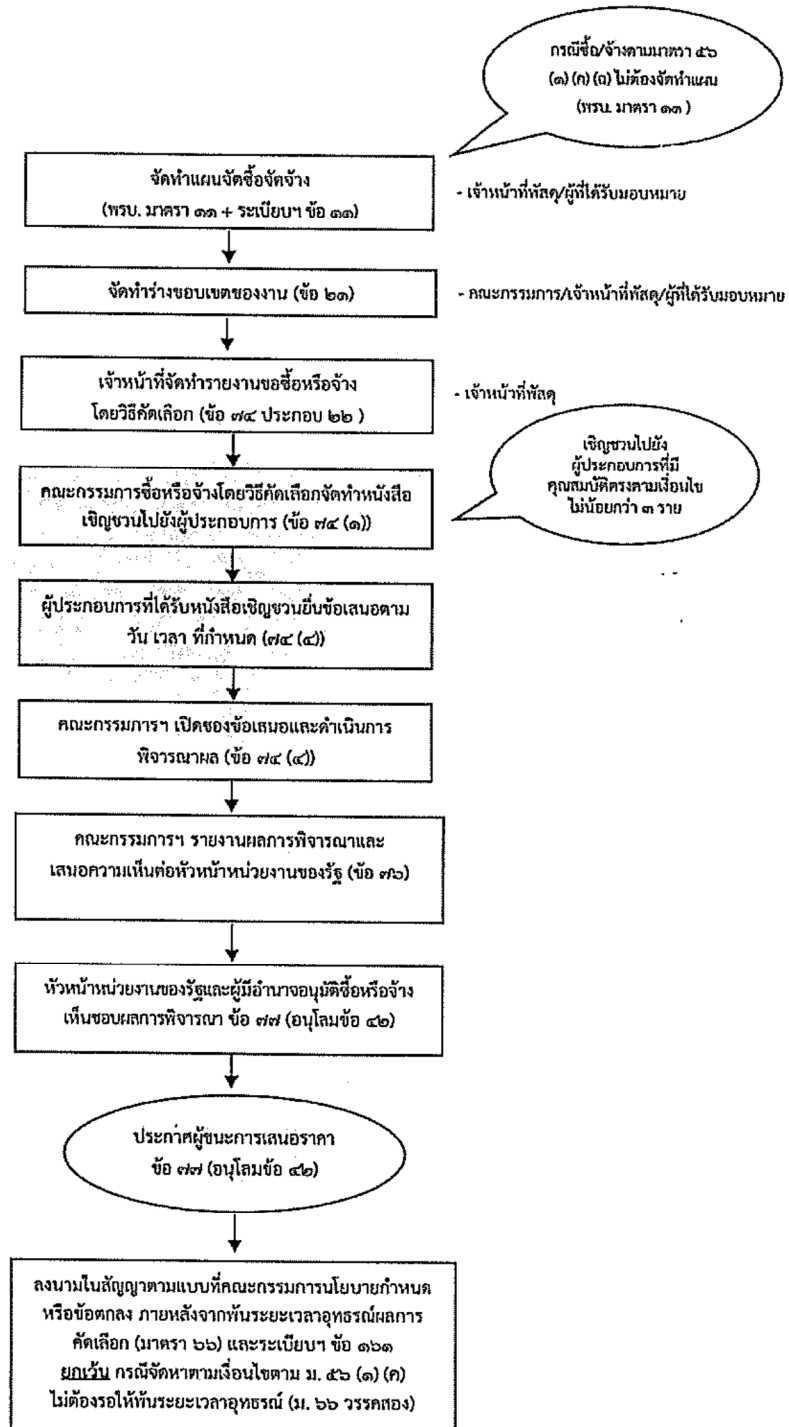 กรณีซื้อ/จ้างตามมาตรา ๕๖
(๑) (ค) (ฉ) ไม่ต้องจัดทำแผน
(พรบ. มาตรา ๑๑ )
จัดทำแผนจัดซื้อจัดจ้าง
(พรบ. มาตรา ๑๑ + ระเบียบฯ ข้อ ๑๑)
- เจ้าหน้าที่พัสดุ/ผู้ที่ได้รับมอบหมาย
จัดทำร่างขอบเขตของงาน (ข้อ ๒๑)
- คณะกรรมการ/เจ้าหน้าที่พัสดุ/ผู้ที่ได้รับมอบหมาย
เจ้าหน้าที่จัดทำรายงานขอซื้อหรือจ้าง
โดยวิธีคัดเลือก (ข้อ ๗๔ ประกอบ ๒๒ )
- เจ้าหน้าที่พัสดุ
เชิญชวนไปยัง
ผู้ประกอบการที่มี
คุณสมบัติตรงตามเงื่อนไข
ไม่น้อยกว่า ๓ ราย
คณะกรรมการซื้อหรือจ้างโดยวิธีคัดเลือกจัดทำหนังสือ
เชิญชวนไปยังผู้ประกอบการ (ข้อ ๗๔ (๑))
ผู้ประกอบการที่ได้รับหนังสือเชิญชวนยื่นข้อเสนอตาม
วัน เวลา ที่กำหนด (๗๔ (๔))
คณะกรรมการฯ เปิดซองข้อเสนอและดำเนินการ
พิจารณาผล (ข้อ ๗๔ (๔))
คณะกรรมการฯ รายงานผลการพิจารณาและ
เสนอความเห็นต่อหัวหน้าหน่วยงานของรัฐ (ข้อ ๗๖)
หัวหน้าหน่วยงานของรัฐและผู้มีอำนาจอนุมัติซื้อหรือจ้าง
เห็นชอบผลการพิจารณา ข้อ ๗๗ (อนุโลมข้อ ๔๒)
ประกาศผู้ชนะการเสนอราคา
ข้อ ๗๗ (อนุโลมข้อ ๔๒)
ลงนามในสัญญาตามแบบที่คณะกรรมการนโยบายกำหนด
หรือข้อตกลง ภายหลังจากพ้นระยะเวลาอุทธรณ์ผลการ
คัดเลือก (มาตรา ๖๖) และระเบียบฯ ข้อ ๑๖๑
ยกเว้น กรณีจัดหาตามเงื่อนไขตาม ม. ๕๖ (๑) (ค)
ไม่ต้องรอให้พ้นระยะเวลาอุทธรณ์ (ม. ๖๖ วรรคสอง)